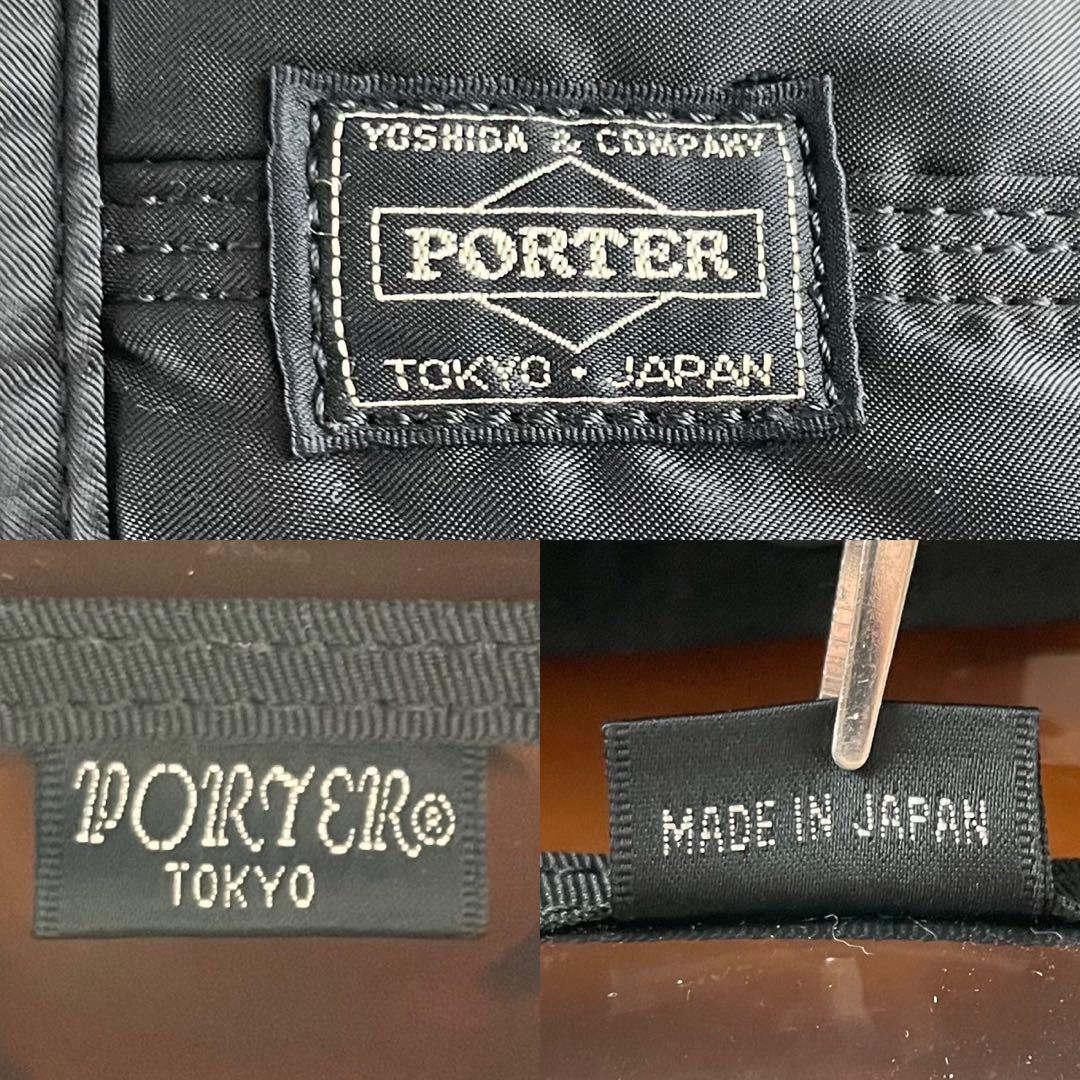 YOSHIDA & COMPANY
PORTER
TOKYO • JAPAN
PORTER®
TOKYO
MADE IN JAPAN